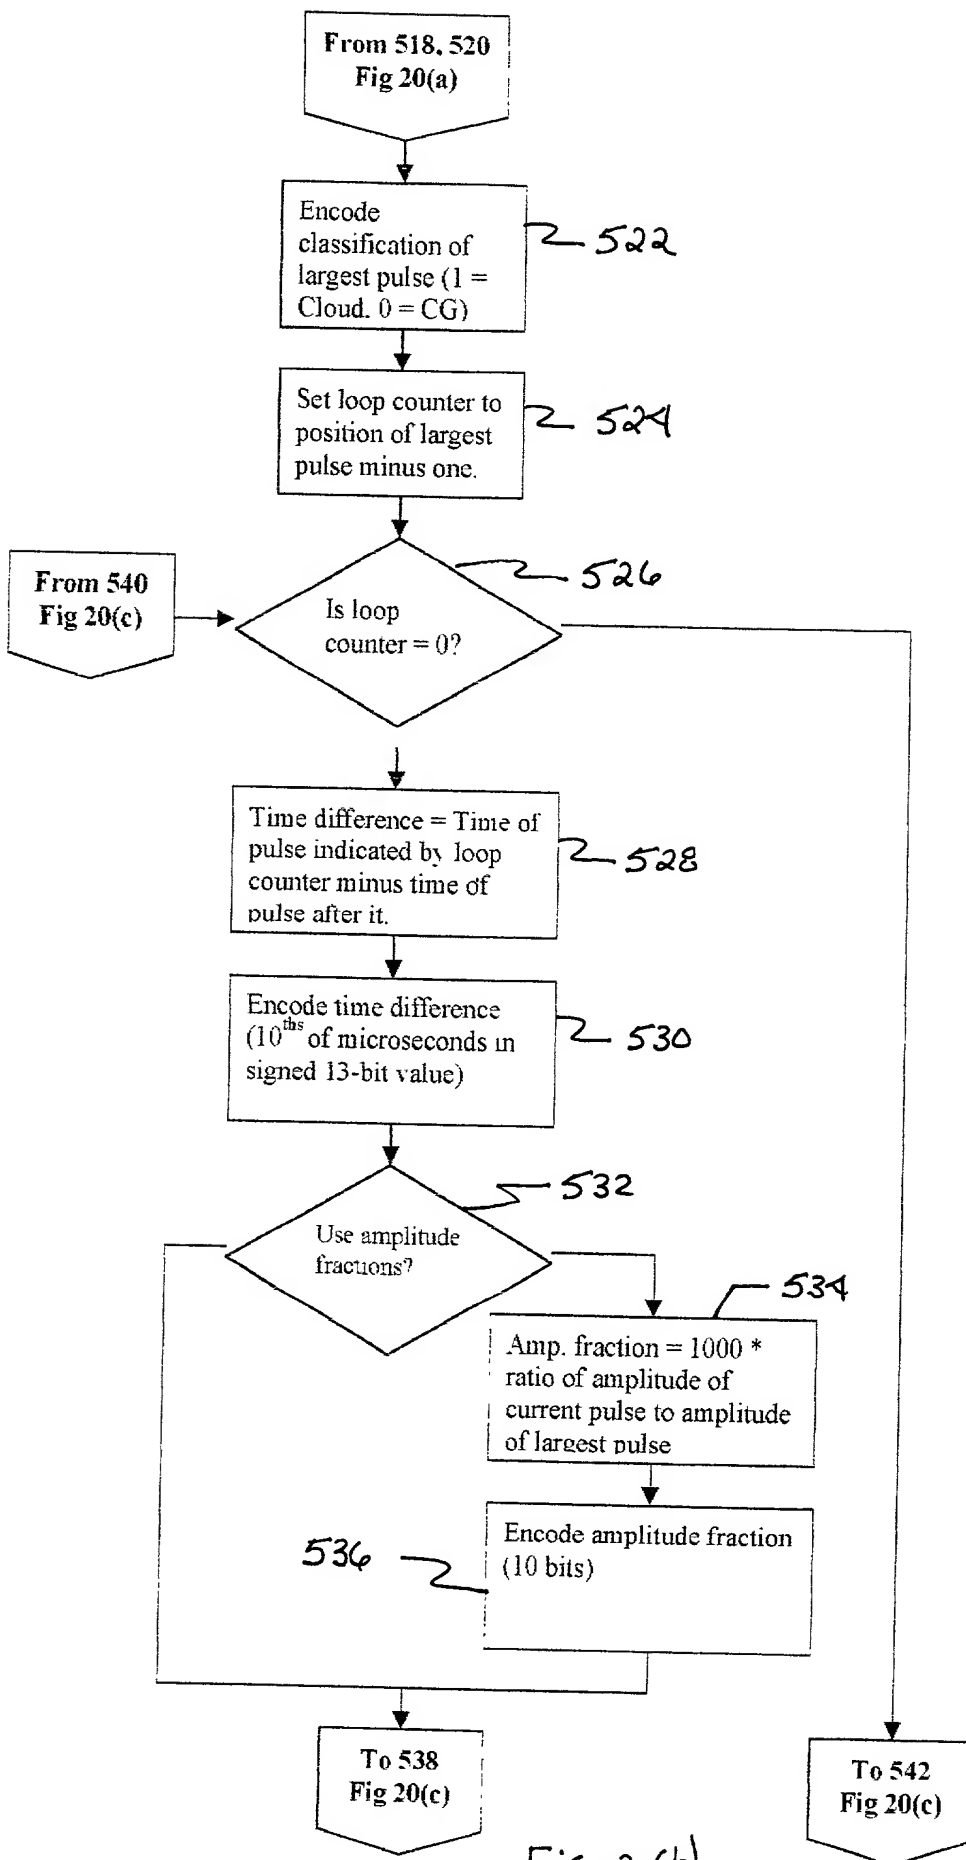 From 518, 520
Fig 20(a)
Encode
classification of
largest pulse (1 =
Cloud. 0 = CG)
522
Set loop counter to
position of largest
pulse minus one.
524
526
From 540
Fig 20(c)
Is loop
counter = 0?
Time difference = Time of
pulse indicated by loop
counter minus time of
pulse after it.
528
Encode time difference
(10ths of microseconds in
signed 13-bit value)
530
532
Use amplitude
fractions?
534
Amp. fraction = 1000 *
ratio of amplitude of
current pulse to amplitude
of largest pulse
536
Encode amplitude fraction
(10 bits)
To 538
Fig 20(c)
To 542
Fig 20(c)